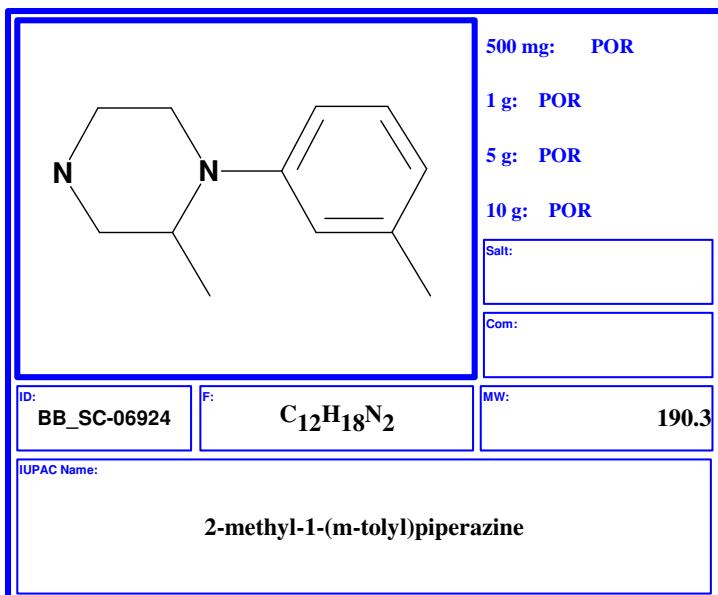 500 mg: POR
1 g: POR
5 g: POR
10 g: POR
N
N
Salt:
Com:
ID:
BB_SC-06924
F:
C12H18N2
MW:
190.3
IUPAC Name:
2-methyl-1-(m-tolyl)piperazine